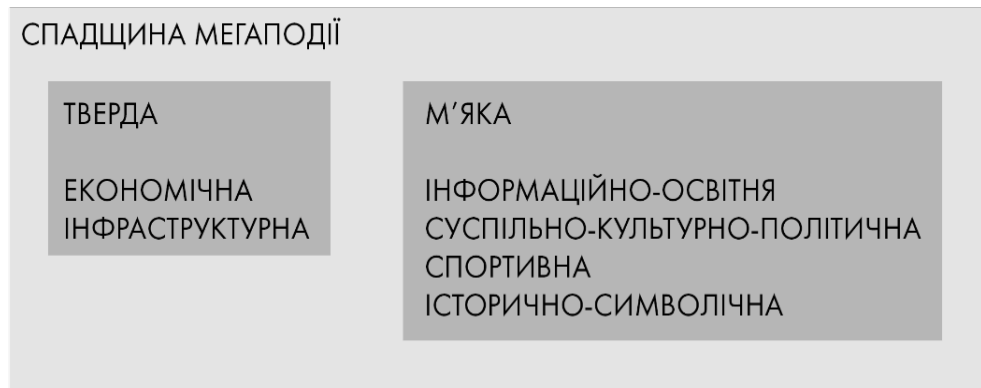 СПАДЩИНА МЕГАПОДІЇ
ТВЕРДА
ЕКОНОМІЧНА
ІНФРАСТРУКТУРНА
М’ЯКА
ІНФОРМАЦІЙНО-ОСВІТНЯ
СУСПІЛЬНО-КУЛЬТУРНО-ПОЛІТИЧНА
СПОРТИВНА
ІСТОРИЧНО-СИМВОЛІЧНА